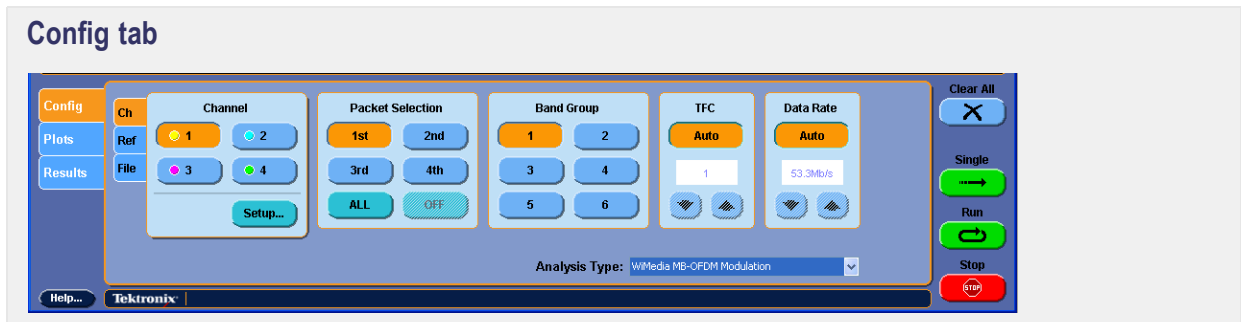 Config tab
Config
Plots
Results
Ch
Ref
File
Channel
1 2
3 4
Setup...
Packet Selection
1st 2nd
3rd 4th
ALL OFF
Band Group
1 2
3 4
5 6
TFC
Auto
1
Data Rate
Auto
53.3Mb/s
Analysis Type: WiMedia MB-OFDM Modulation
Clear All
Single
Run
Stop
STOP
Help...
Tektronix